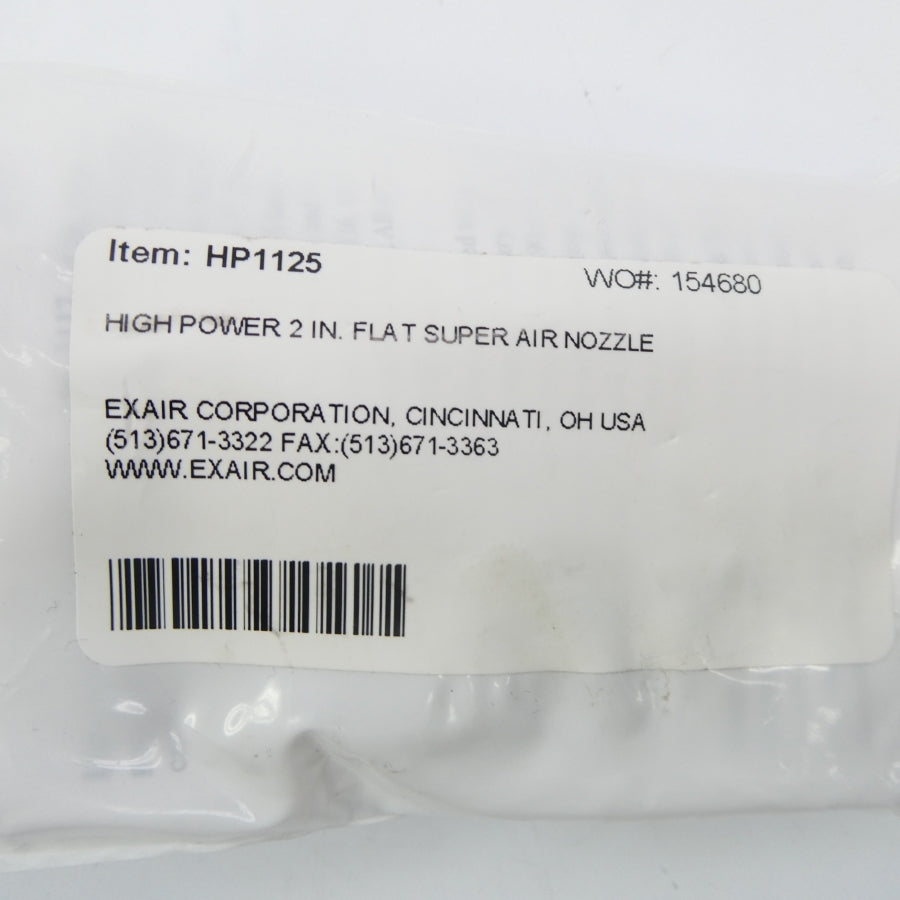 Item: HP1125
WO#: 154680
HIGH POWER 2 IN. FLAT SUPER AIR NOZZLE
EXAIR CORPORATION, CINCINNATI, OH USA
(513)671-3322 FAX:(513)671-3363
WWW.EXAIR.COM